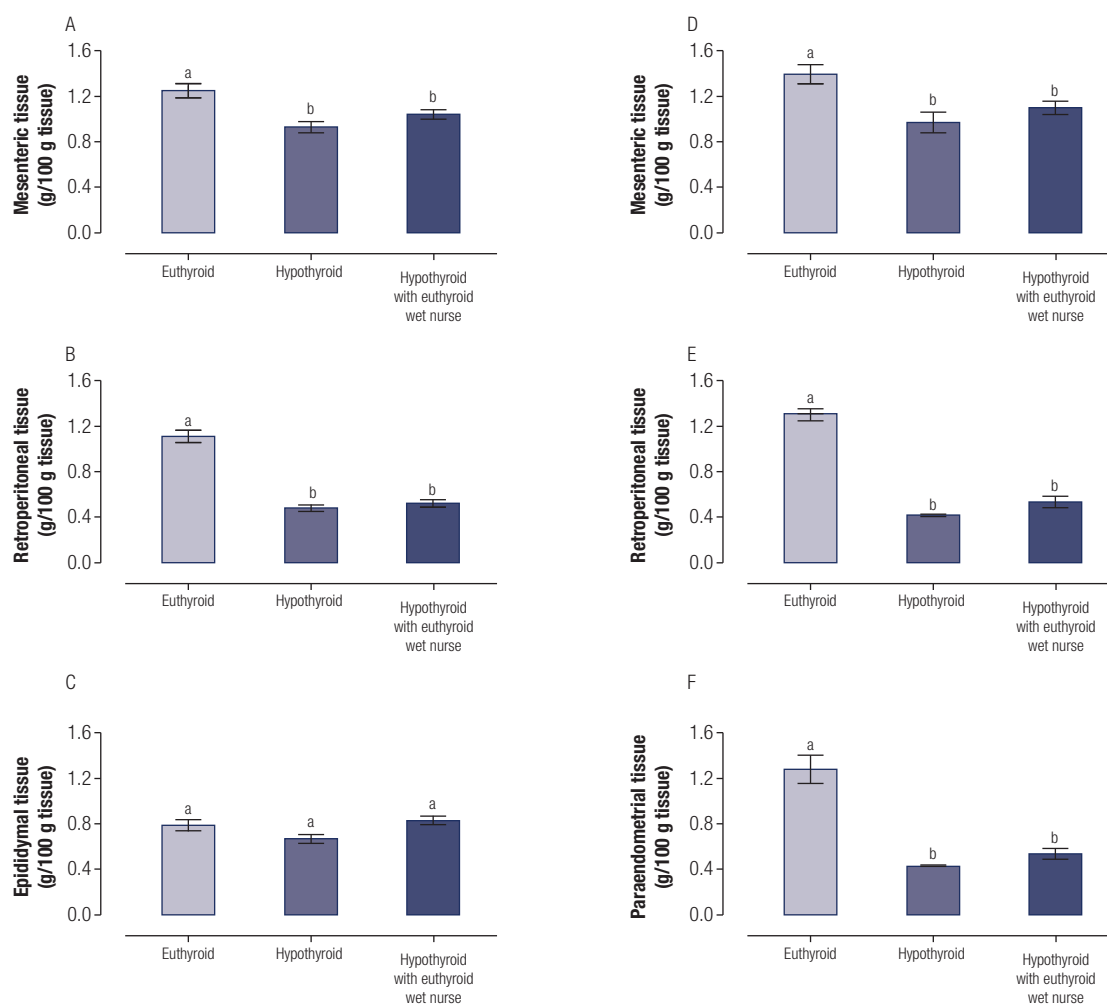 A
Mesenteric tissue
(g/100 g tissue)
1.6
1.2
0.8
0.4
0.0
a
b
b
Euthyroid
Hypothyroid
Hypothyroid
with euthyroid
wet nurse
B
Retroperitoneal tissue
(g/100 g tissue)
1.6
1.2
0.8
0.4
0.0
a
b
b
Euthyroid
Hypothyroid
Hypothyroid
with euthyroid
wet nurse
C
Epididymal tissue
(g/100 g tissue)
1.6
1.2
0.8
0.4
0.0
a
a
a
Euthyroid
Hypothyroid
Hypothyroid
with euthyroid
wet nurse
D
Mesenteric tissue
(g/100 g tissue)
1.6
1.2
0.8
0.4
0.0
a
b
b
Euthyroid
Hypothyroid
Hypothyroid
with euthyroid
wet nurse
E
Retroperitoneal tissue
(g/100 g tissue)
1.6
1.2
0.8
0.4
0.0
a
b
b
Euthyroid
Hypothyroid
Hypothyroid
with euthyroid
wet nurse
F
Paraendometrial tissue
(g/100 g tissue)
1.6
1.2
0.8
0.4
0.0
a
b
b
Euthyroid
Hypothyroid
Hypothyroid
with euthyroid
wet nurse